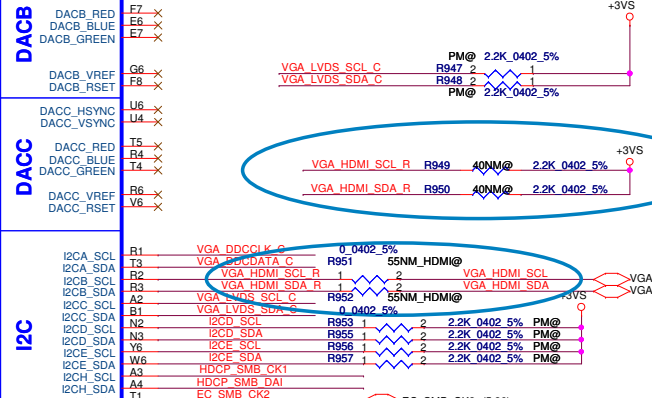 DACB
DACB_RED F7
DACB_BLUE E6
DACB_GREEN E7
DACB_VREF G6
DACB_RSET F8
+3VS
PM@ 2.2K_0402_5%
VGA_LVDS_SCL_C R947 2 1
VGA_LVDS_SDA_C R948 2 1
PM@ 2.2K_0402_5%
DACC
DACC_HSYNC U6
DACC_VSYNC U4
DACC_RED T5
DACC_BLUE R4
DACC_GREEN T4
DACC_VREF R6
DACC_RSET V6
+3VS
VGA_HDMI_SCL_R R949 40NM@ 2.2K_0402_5%
VGA_HDMI_SDA_R R950 40NM@ 2.2K_0402_5%
I2C
I2CA_SCL R1 VGA_DDCCLK_C 0_0402_5%
I2CA_SDA T3 VGA_DDCDATA_C R951 55NM_HDMI@
I2CB_SCL R2 VGA_HDMI_SCL_R 1 2 VGA_HDMI_SCL VGA
I2CB_SDA R3 VGA_HDMI_SDA_R 1 2 VGA_HDMI_SDA VGA
I2CC_SCL A2 VGA_LVDS_SCL_C R952 55NM_HDMI@ +3VS
I2CC_SDA B1 VGA_LVDS_SDA_C 0_0402_5%
I2CD_SCL N2 I2CD_SCL R953 1 2 2.2K_0402_5% PM@
I2CD_SDA N3 I2CD_SDA R955 1 2 2.2K_0402_5% PM@
I2CE_SCL Y6 I2CE_SCL R956 1 2 2.2K_0402_5% PM@
I2CE_SDA W6 I2CE_SDA R957 1 2 2.2K_0402_5% PM@
I2CH_SCL A3 HDCP_SMB_CK1
I2CH_SDA A4 HDCP_SMB_DAI
T1 EC_SMB_CK2